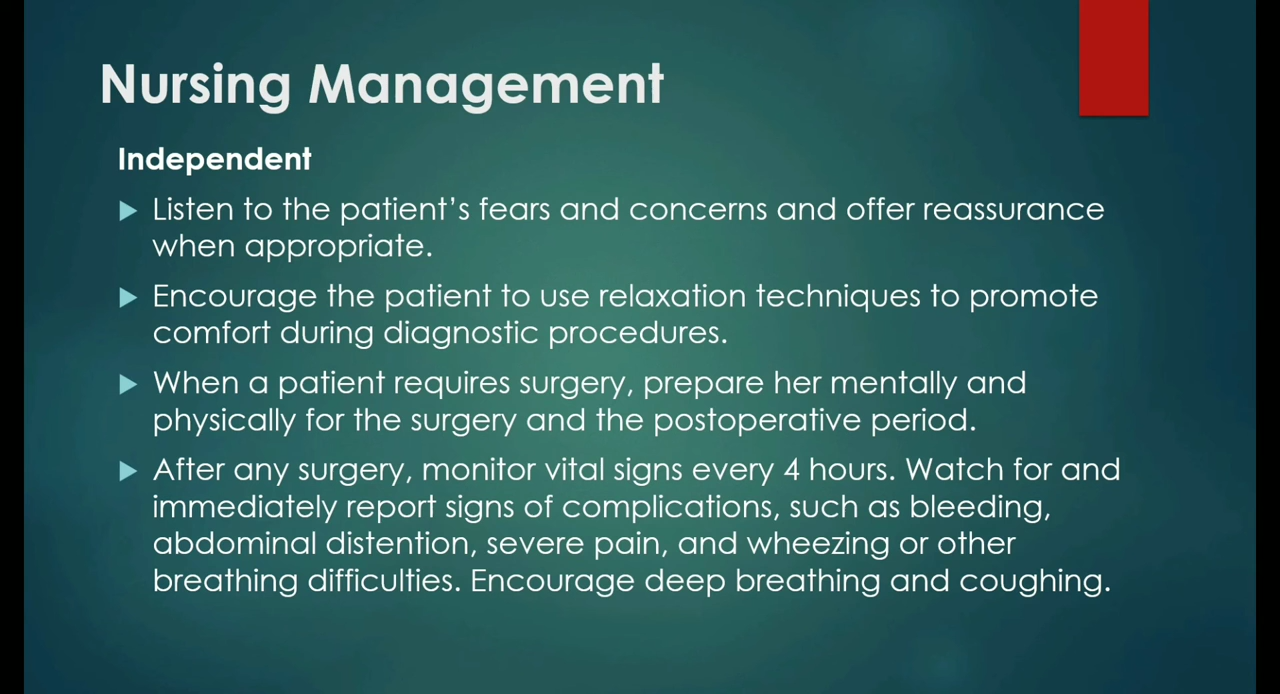 Nursing Management
Independent
Listen to the patient’s fears and concerns and offer reassurance
when appropriate.
Encourage the patient to use relaxation techniques to promote
comfort during diagnostic procedures.
When a patient requires surgery, prepare her mentally and
physically for the surgery and the postoperative period.
After any surgery, monitor vital signs every 4 hours. Watch for and
immediately report signs of complications, such as bleeding,
abdominal distention, severe pain, and wheezing or other
breathing difficulties. Encourage deep breathing and coughing.